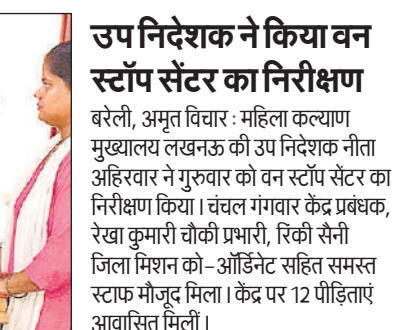 उप निदेशक ने किया वन
स्टॉप सेंटर का निरीक्षण
बरेली, अमृत विचार : महिला कल्याण
मुख्यालय लखनऊ की उप निदेशक नीता
अहिरवार ने गुरुवार को वन स्टॉप सेंटर का
निरीक्षण किया। चंचल गंगवार केंद्र प्रबंधक,
रेखा कुमारी चौकी प्रभारी, रिंकी सैनी
जिला मिशन को-ऑर्डिनेट सहित समस्त
स्टाफ मौजूद मिला। केंद्र पर 12 पीड़िताएं
आवासित मिलीं।